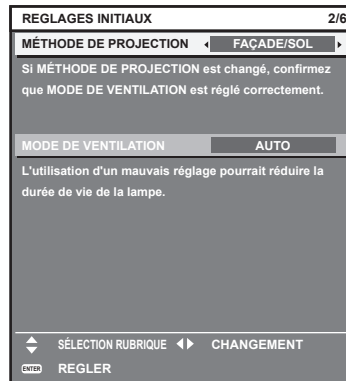 REGLAGES INITIAUX 2/6
MÉTHODE DE PROJECTION FAÇADE/SOL
Si MÉTHODE DE PROJECTION est changé, confirmez
que MODE DE VENTILATION est réglé correctement.
MODE DE VENTILATION AUTO
L'utilisation d'un mauvais réglage pourrait réduire la
durée de vie de la lampe.
SÉLECTION RUBRIQUE CHANGEMENT
ENTER REGLER